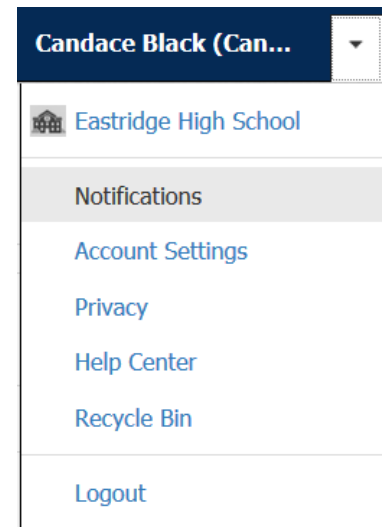 Candace Black (Can...
Eastridge High School
Notifications
Account Settings
Privacy
Help Center
Recycle Bin
Logout